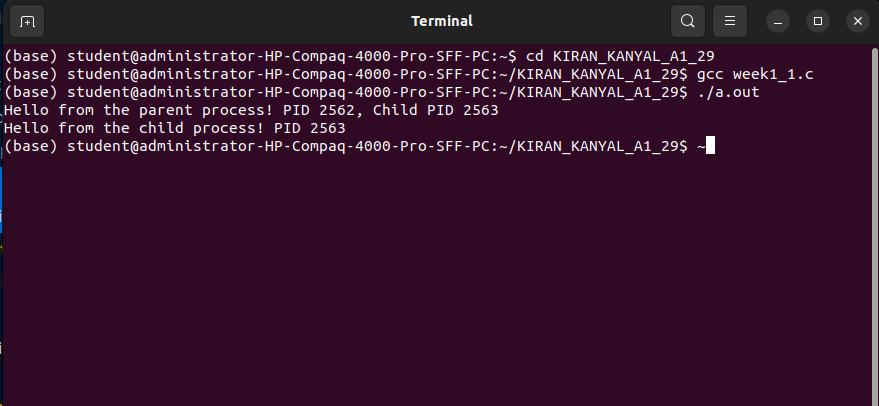 Terminal
(base) student@administrator-HP-Compaq-4000-Pro-SFF-PC:~$ cd KIRAN_KANYAL_A1_29
(base) student@administrator-HP-Compaq-4000-Pro-SFF-PC:~/KIRAN_KANYAL_A1_29$ gcc week1_1.c
(base) student@administrator-HP-Compaq-4000-Pro-SFF-PC:~/KIRAN_KANYAL_A1_29$ ./a.out
Hello from the parent process! PID 2562, Child PID 2563
Hello from the child process! PID 2563
(base) student@administrator-HP-Compaq-4000-Pro-SFF-PC:~/KIRAN_KANYAL_A1_29$ ~